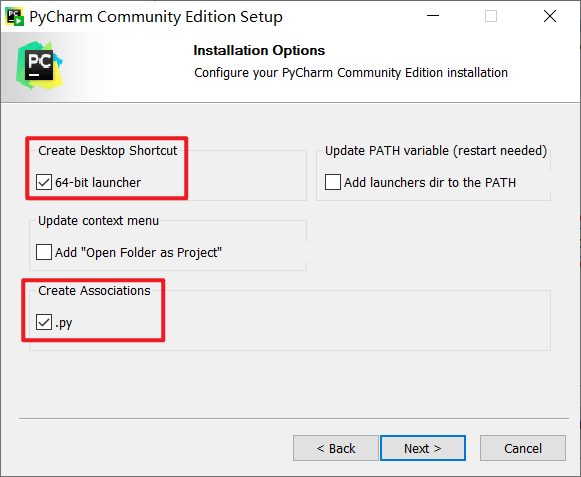 PyCharm Community Edition Setup
PC
Installation Options
Configure your PyCharm Community Edition installation
Create Desktop Shortcut
64-bit launcher
Update PATH variable (restart needed)
Add launchers dir to the PATH
Update context menu
Add "Open Folder as Project"
Create Associations
.py
< Back
Next >
Cancel